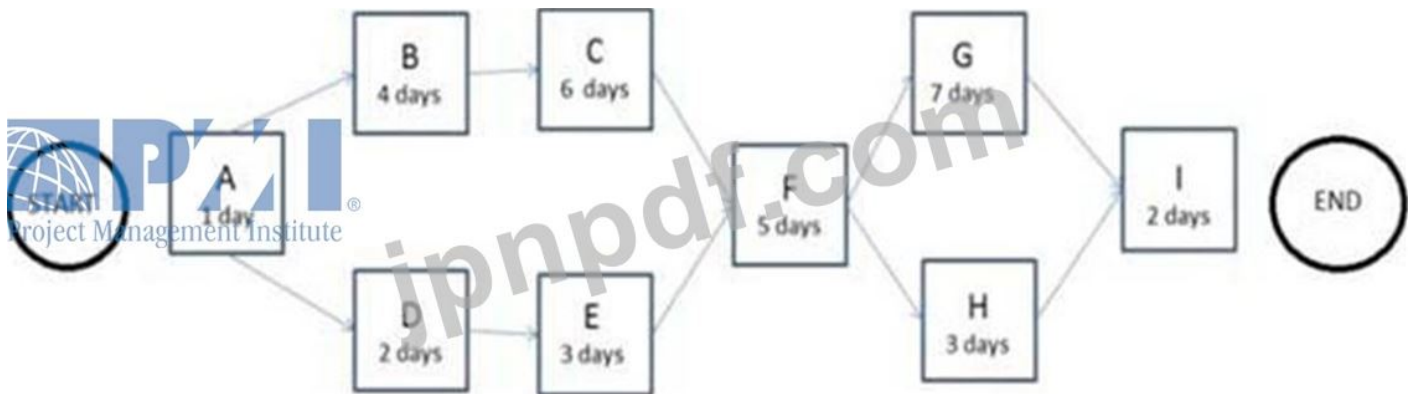 B
4 days
C
6 days
G
7 days
PMI
®
START
Project Management Institute
A
1 day
F
5 days
I
2 days
END
D
2 days
E
3 days
H
3 days
jpnpdf.com